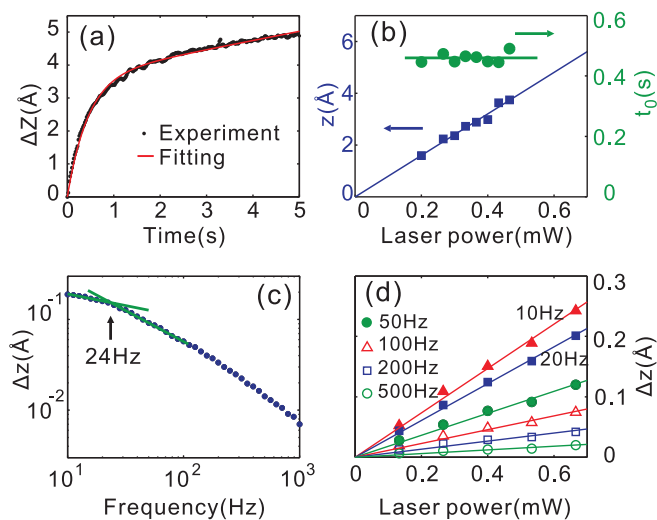 (a)
ΔZ(Å)
5
4
3
2
1
0
Experiment
Fitting
0 1 2 3 4 5
Time(s)
(b)
z(Å)
6
4
2
0
0.6
0.4
0.2
0
t₀(s)
0 0.2 0.4 0.6
Laser power(mW)
(c)
Δz(Å)
10⁻¹
10⁻²
24Hz
10¹ 10² 10³
Frequency(Hz)
(d)
50Hz
100Hz
200Hz
500Hz
10Hz
20Hz
0.3
0.2
0.1
0
Δz(Å)
0 0.2 0.4 0.6
Laser power(mW)